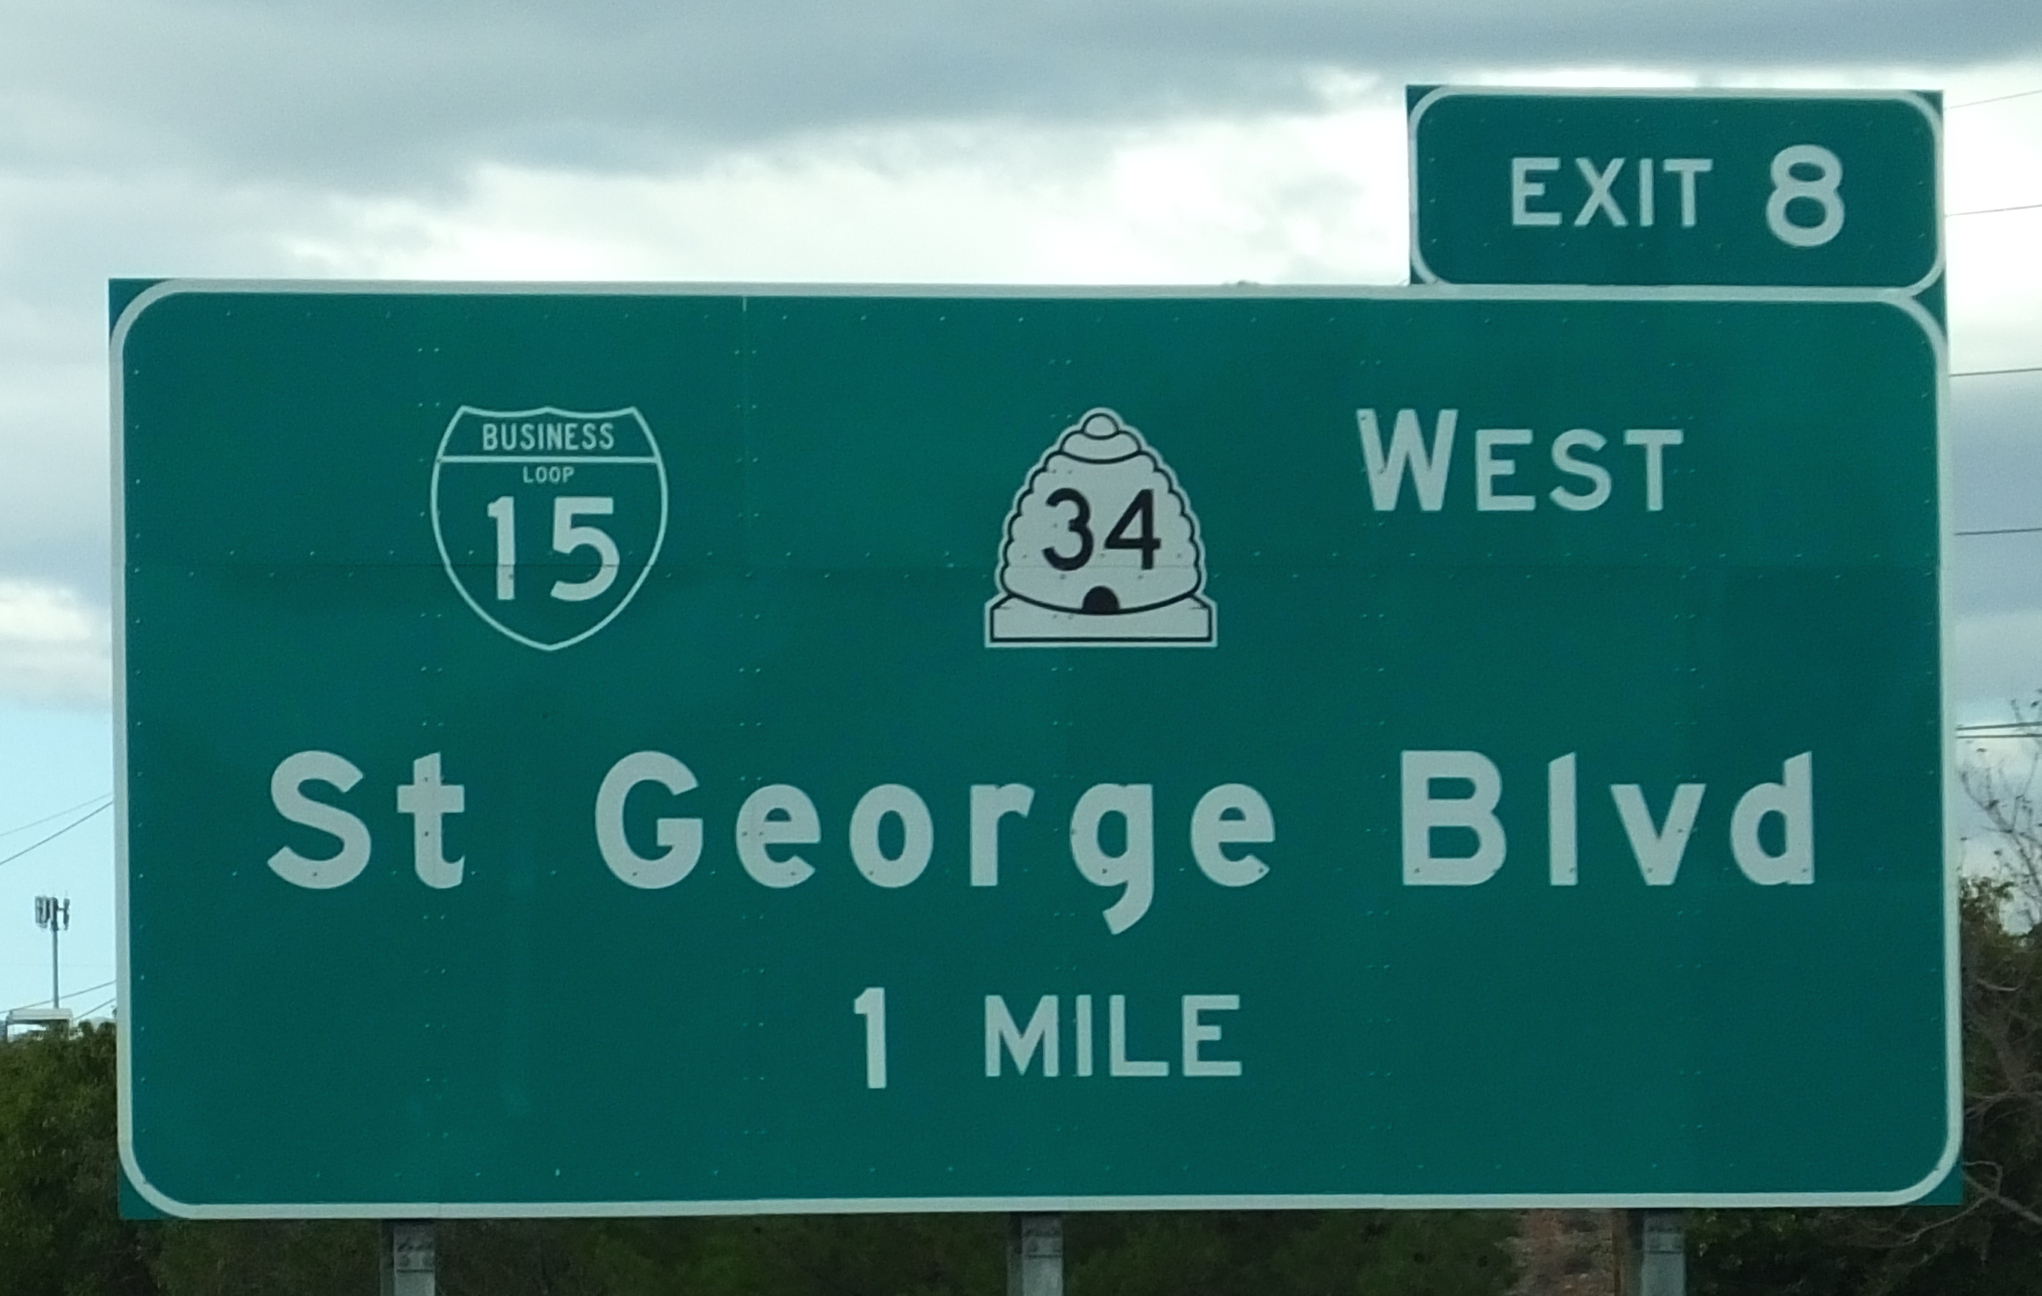 EXIT 8
BUSINESS
LOOP
15
34
WEST
St George Blvd
1 MILE